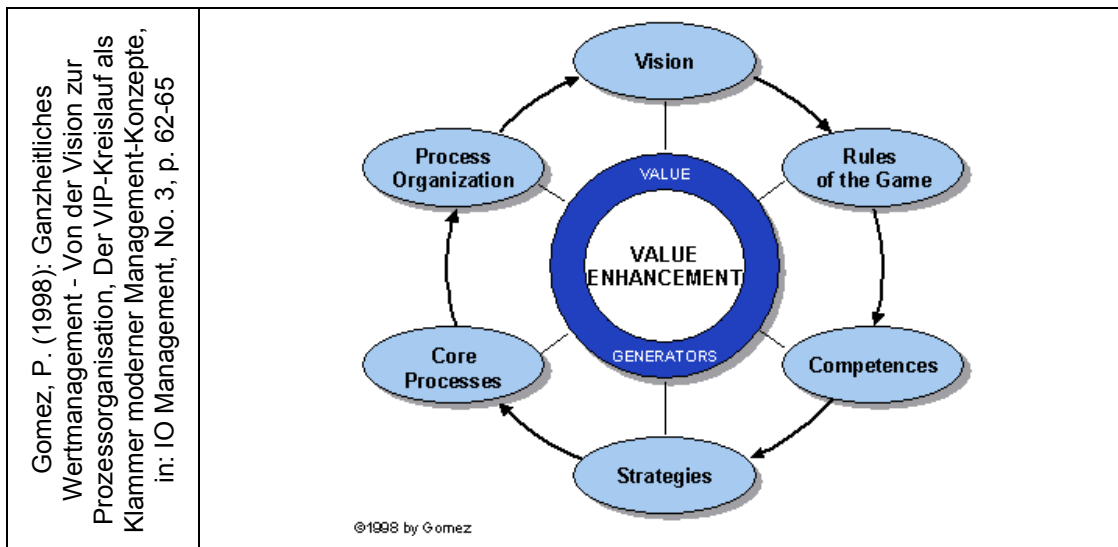 Gomez, P. (1998): Ganzheitliches
Wertmanagement - Von der Vision zur
Prozessorganisation, Der VIP-Kreislauf als
Klammer moderner Management-Konzepte,
in: IO Management, No. 3, p. 62-65
Vision
Rules
of the Game
Competences
Strategies
Core
Processes
Process
Organization
VALUE
VALUE
ENHANCEMENT
GENERATORS
©1998 by Gomez